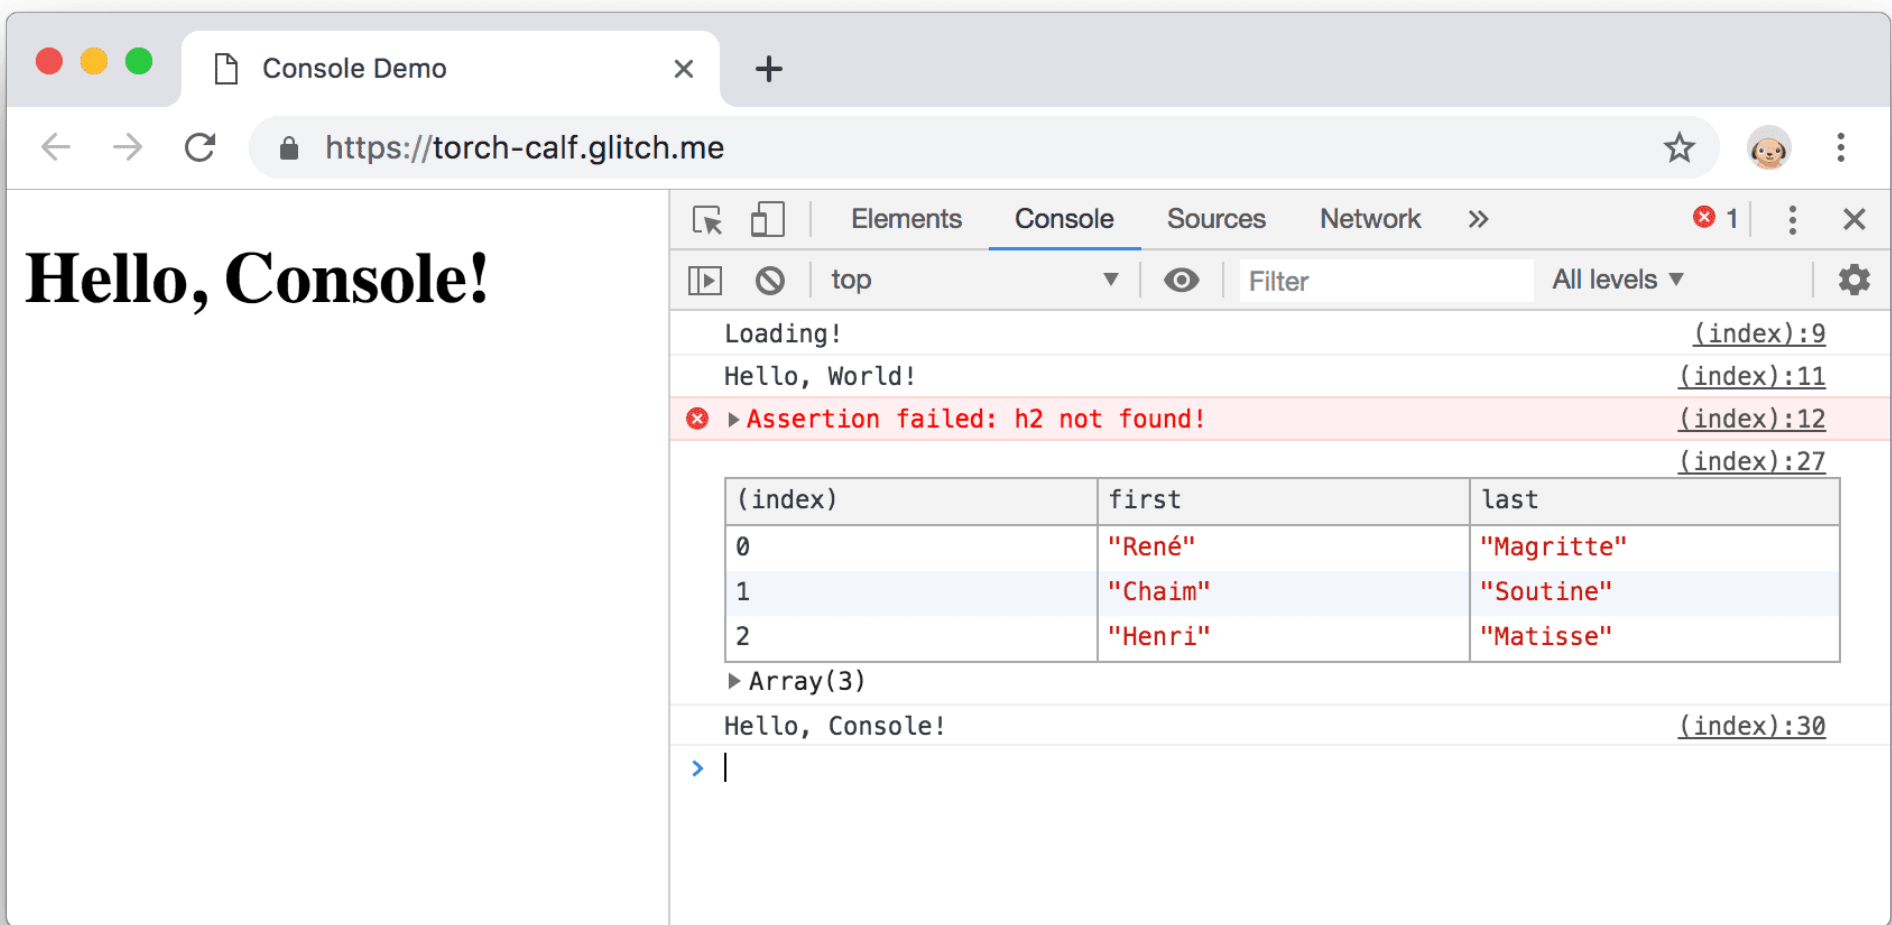 Console Demo
https://torch-calf.glitch.me
Hello, Console!
Elements Console Sources Network » 1
top Filter All levels
Loading! (index):9
Hello, World! (index):11
Assertion failed: h2 not found! (index):12
(index):27
(index) first last
0 "René" "Magritte"
1 "Chaim" "Soutine"
2 "Henri" "Matisse"
Array(3)
Hello, Console! (index):30
>